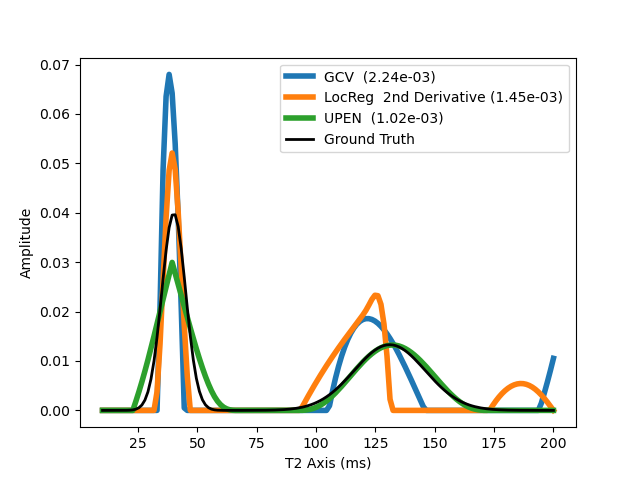 0.07
0.06
0.05
0.04
0.03
0.02
0.01
0.00
Amplitude
GCV  (2.24e-03)
LocReg  2nd Derivative (1.45e-03)
UPEN  (1.02e-03)
Ground Truth
25 50 75 100 125 150 175 200
T2 Axis (ms)